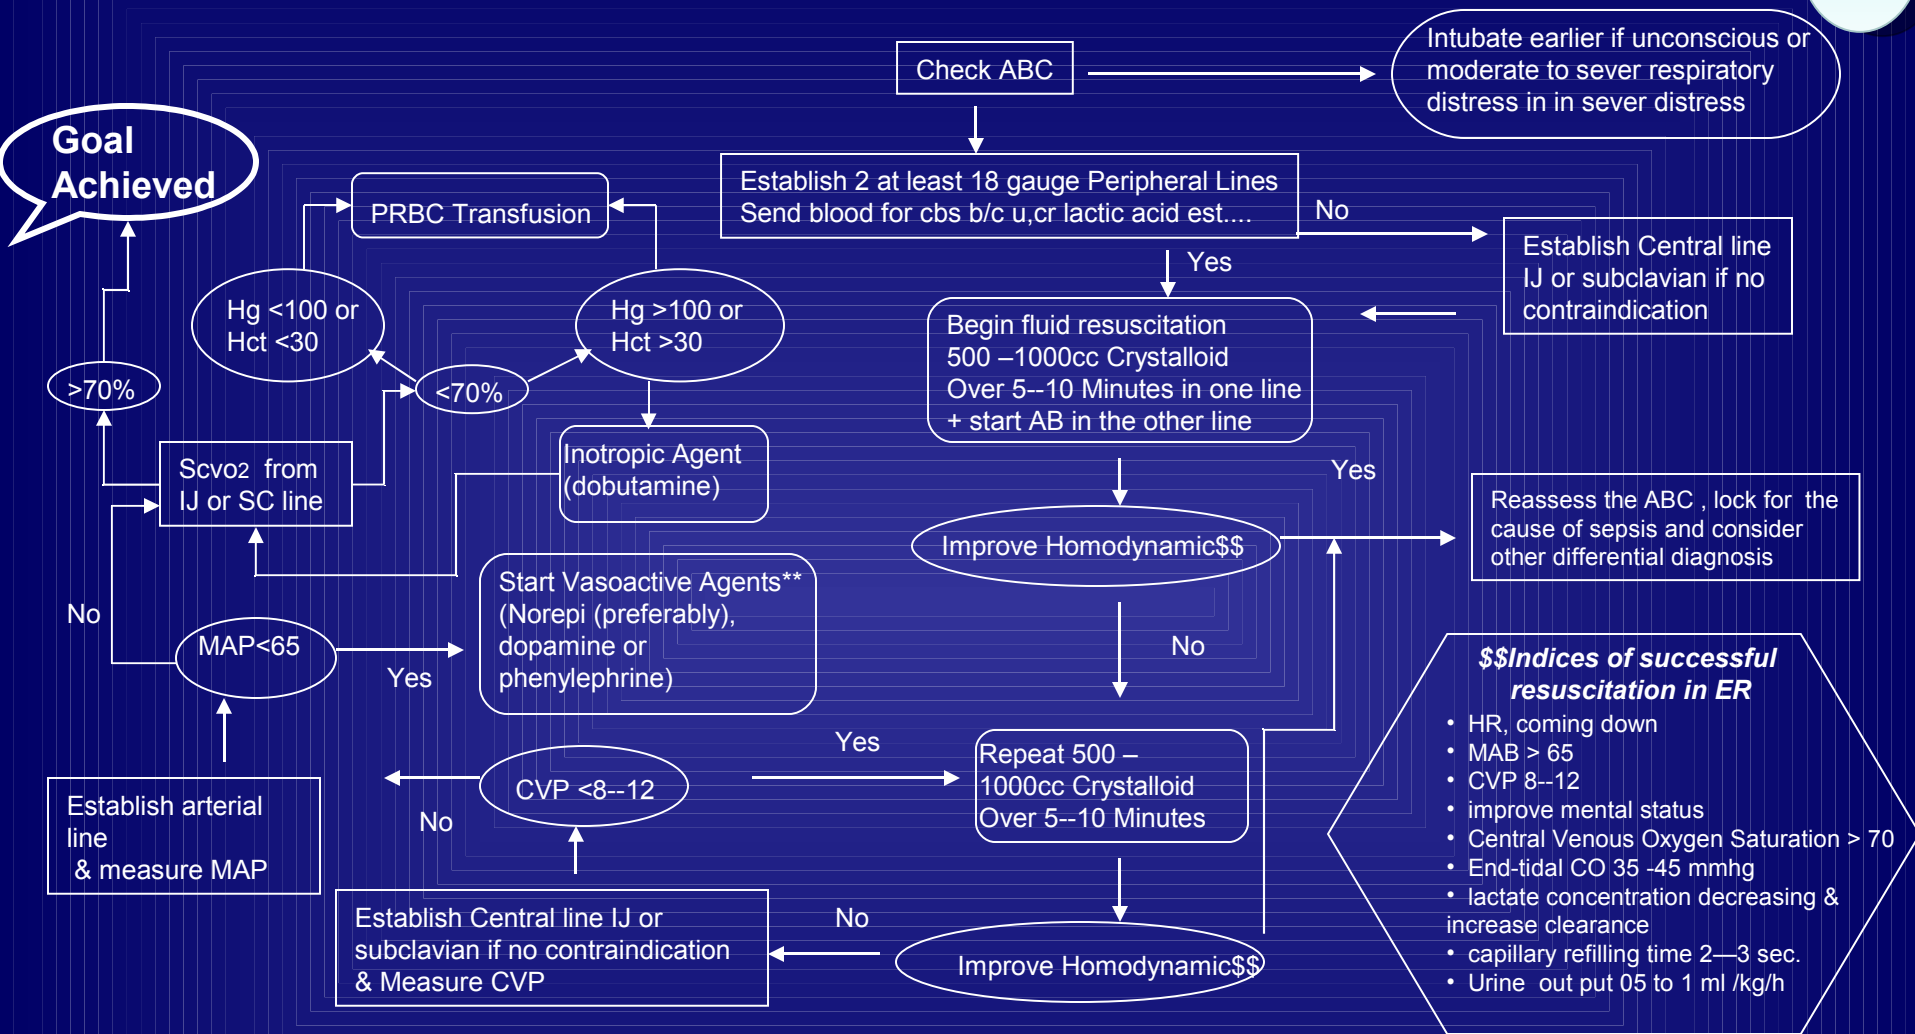 Check ABC
Intubate earlier if unconscious or
moderate to sever respiratory
distress in in sever distress
Goal
Achieved
PRBC Transfusion
Establish 2 at least 18 gauge Peripheral Lines
Send blood for cbs b/c u,cr lactic acid est....
No
Establish Central line
IJ or subclavian if no
contraindication
Yes
Hg <100 or
Hct <30
Hg >100 or
Hct >30
Begin fluid resuscitation
500 –1000cc Crystalloid
Over 5--10 Minutes in one line
+ start AB in the other line
>70%
<70%
Scvo2 from
IJ or SC line
Inotropic Agent
(dobutamine)
Yes
Reassess the ABC , lock for the
cause of sepsis and consider
other differential diagnosis
Improve Homodynamic$$
Start Vasoactive Agents**
(Norepi (preferably),
dopamine or
phenylephrine)
No
MAP<65
Yes
No
$$Indices of successful
resuscitation in ER
• HR, coming down
• MAB > 65
• CVP 8--12
• improve mental status
• Central Venous Oxygen Saturation > 70
• End-tidal CO 35 -45 mmhg
• lactate concentration decreasing &
increase clearance
• capillary refilling time 2—3 sec.
• Urine out put 05 to 1 ml /kg/h
Yes
Repeat 500 –
1000cc Crystalloid
Over 5--10 Minutes
CVP <8--12
No
Establish arterial
line
& measure MAP
Establish Central line IJ or
subclavian if no contraindication
& Measure CVP
No
Improve Homodynamic$$